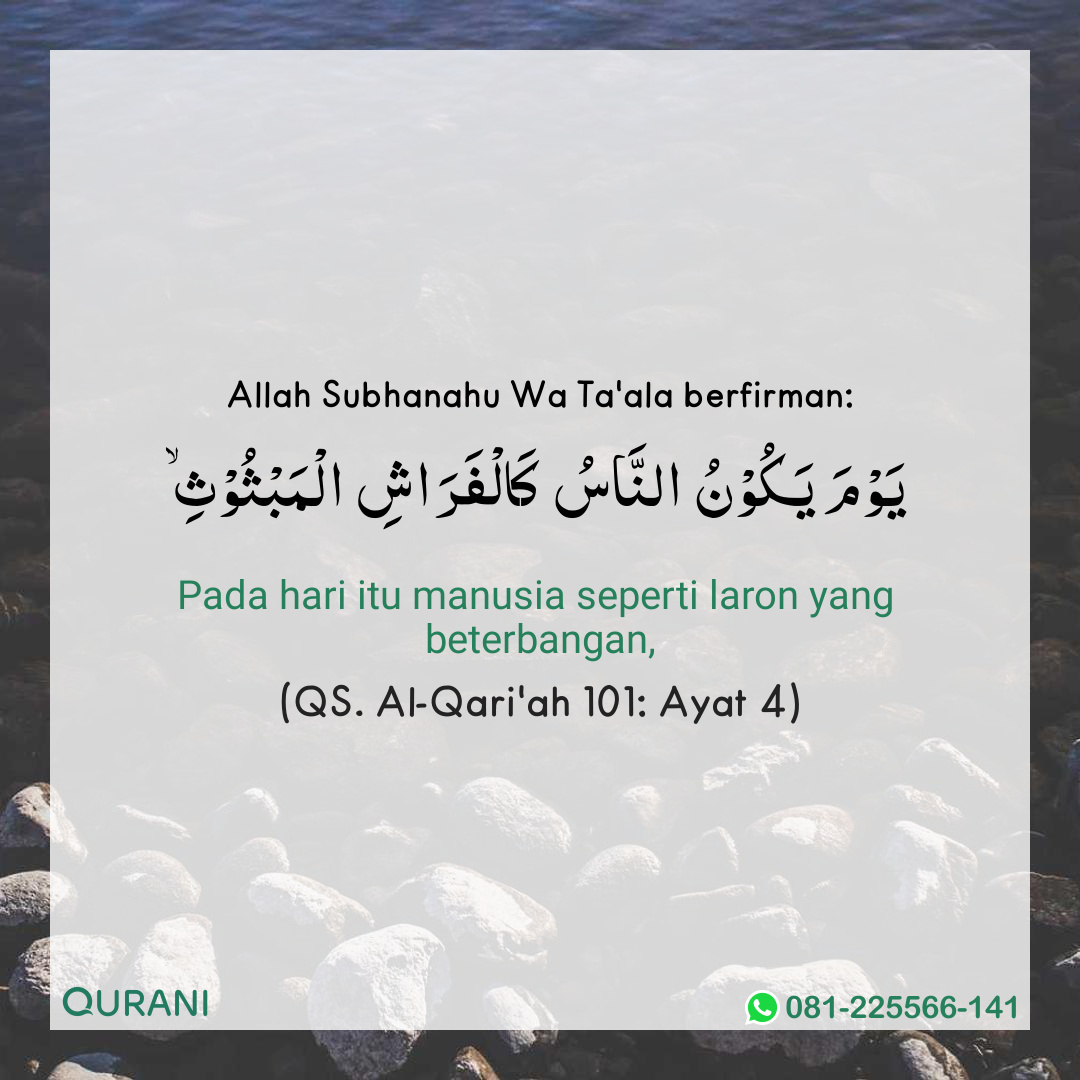 Allah Subhanahu Wa Ta'ala berfirman:
يَوْمَ يَكُوْنُ النَّاسُ كَالْفَرَاشِ الْمَبْثُوْثِۙ
Pada hari itu manusia seperti laron yang
beterbangan,
(QS. Al-Qari'ah 101: Ayat 4)
QURANI
081-225566-141